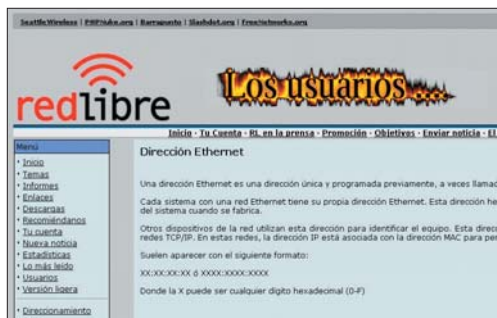 SeattleWireless | PHPNuke.org | Barrapunto | Slashdot.org | FreeNetworks.org
redlibre
Los usuarios....
Inicio · Tu Cuenta · RL en la prensa · Promoción · Objetivos · Enviar noticia · El
Menú
· Inicio
· Temas
· Informes
· Enlaces
· Descargas
· Recomiéndanos
· Tu cuenta
· Nueva noticia
· Estadísticas
· Lo más leído
· Usuarios
· Versión ligera
· Direccionamiento
Dirección Ethernet
Una dirección Ethernet es una dirección única y programada previamente, a veces llamad
Cada sistema con una red Ethernet tiene su propia dirección Ethernet. Esta dirección he
del sistema cuando se fabrica.
Otros dispositivos de la red utilizan esta dirección para identificar el equipo. Esta direc
redes TCP/IP. En estas redes, la dirección IP está asociada con la dirección MAC para per
Suelen aparecer con el siguiente formato:
XX:XX:XX:XX ó XXXX:XXXX:XXXX
Donde la X puede ser cualquier digito hexadecimal (0-F)